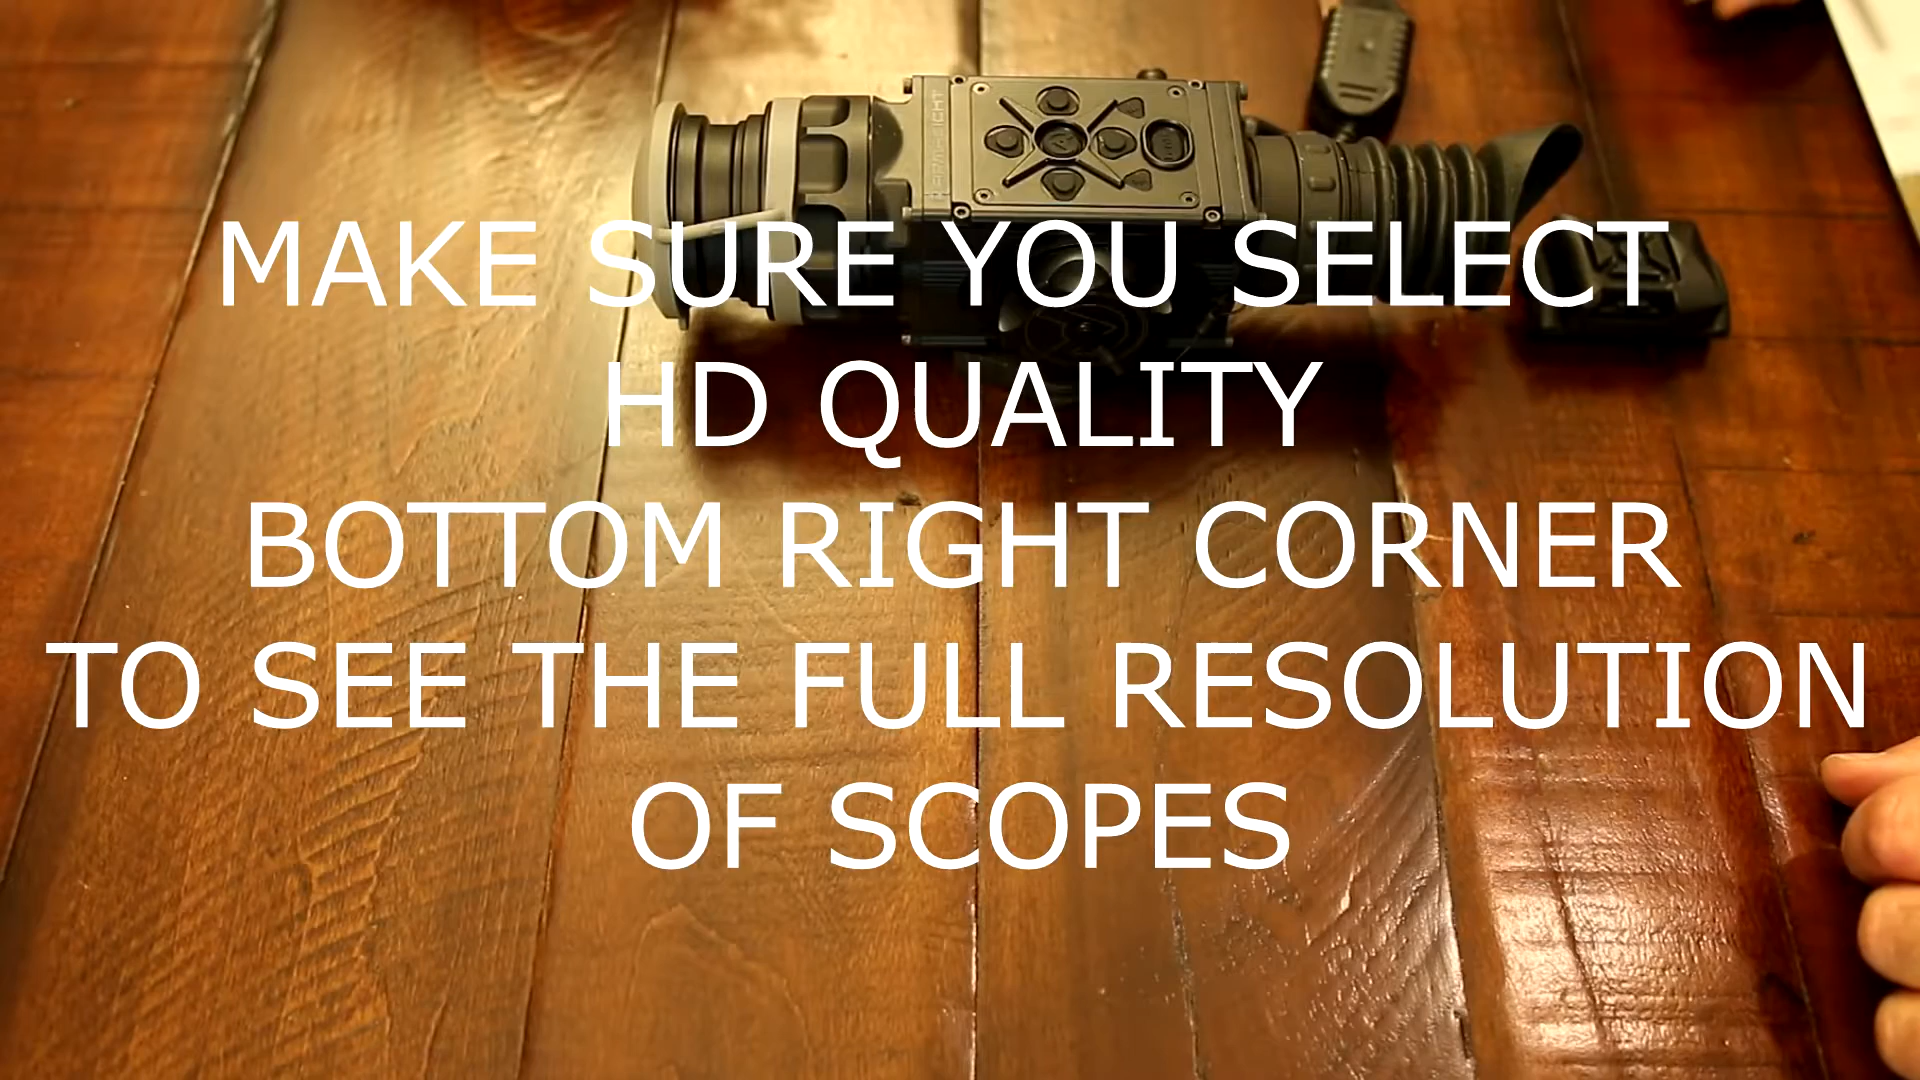 MAKE SURE YOU SELECT
HD QUALITY
BOTTOM RIGHT CORNER
TO SEE THE FULL RESOLUTION
OF SCOPES